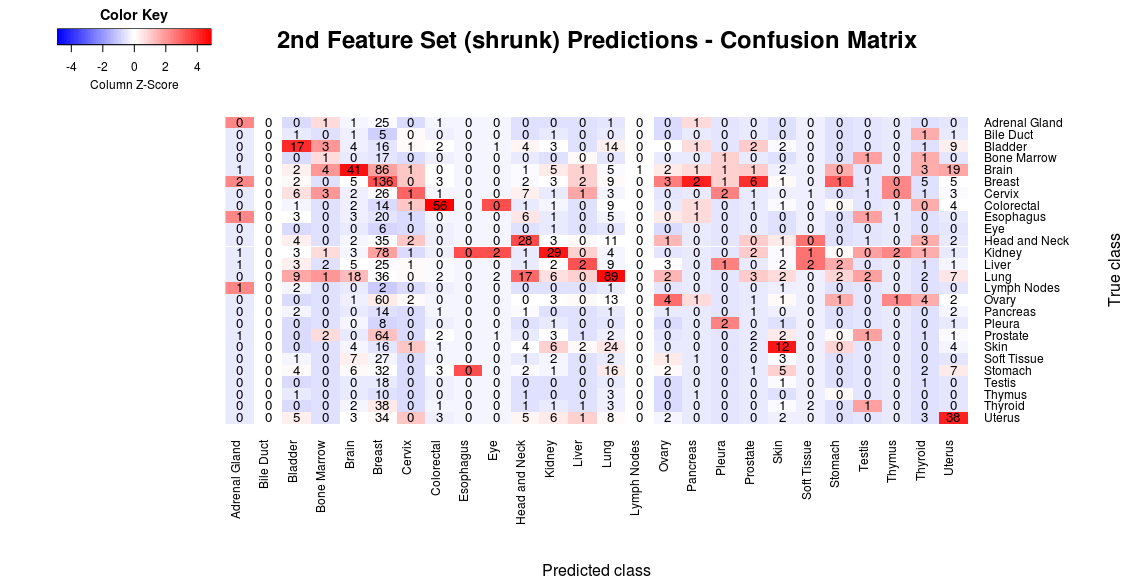 Color Key
-4 -2 0 2 4
Column Z-Score
2nd Feature Set (shrunk) Predictions - Confusion Matrix
0 0 0 1 1 25 0 1 0 0 0 0 0 1 0 0 1 0 0 0 0 0 0 0 0 0 Adrenal Gland
0 0 1 0 1 5 0 0 0 0 0 1 0 0 0 0 0 0 0 0 0 0 0 0 1 1 Bile Duct
0 0 17 3 4 16 1 2 0 1 4 3 0 14 0 0 1 0 2 2 0 0 0 0 1 9 Bladder
0 0 0 1 0 17 0 0 0 0 0 0 0 0 0 0 0 1 0 0 0 0 1 0 1 0 Bone Marrow
1 0 2 4 41 86 1 0 0 0 1 5 1 5 1 2 1 1 1 0 0 0 0 0 3 19 Brain
2 0 2 0 5 136 0 3 0 0 2 3 2 9 0 3 2 1 6 1 0 1 1 0 5 5 Breast
0 0 6 3 2 26 1 1 0 0 7 1 1 3 0 0 0 2 1 0 0 0 1 0 3 1 Cervix
0 0 1 0 2 14 1 56 0 0 0 1 0 9 0 0 1 0 1 0 0 0 0 0 0 4 Colorectal
1 0 3 0 3 20 1 0 0 0 6 1 0 5 0 0 1 0 0 0 0 0 1 1 0 0 Esophagus
0 0 0 0 0 6 0 0 0 0 0 0 0 0 0 0 0 0 0 0 0 0 0 0 0 0 Eye
0 0 4 0 2 35 2 0 0 0 28 3 0 11 0 1 0 0 0 1 0 0 1 0 3 2 Head and Neck
1 0 3 1 3 78 1 0 0 2 1 29 0 4 0 0 0 0 2 1 1 0 0 2 1 1 Kidney
0 0 3 2 5 25 1 0 0 0 1 2 2 9 0 3 0 1 0 2 2 2 0 0 1 1 Liver
0 0 9 1 18 36 0 2 0 2 17 6 0 89 0 2 0 0 3 2 0 2 2 0 1 7 Lung
1 0 2 0 0 2 0 0 0 0 0 0 0 1 0 0 0 0 0 0 0 0 0 0 0 0 Lymph Nodes
0 0 0 0 1 60 2 0 0 0 0 3 0 13 0 4 1 0 1 1 0 1 0 1 4 2 Ovary
0 0 2 0 0 14 0 1 0 0 0 1 0 1 0 1 0 0 1 0 0 0 0 0 0 2 Pancreas
0 0 0 0 0 8 0 0 0 0 0 1 0 0 0 0 0 2 0 0 0 0 0 0 0 1 Pleura
1 0 0 2 0 64 0 2 0 1 0 3 1 2 0 0 0 0 2 2 0 0 1 0 1 1 Prostate
0 0 1 0 4 16 1 0 0 0 4 6 2 24 0 0 0 0 2 12 0 0 0 0 0 4 Skin
0 0 1 0 7 27 0 0 0 0 1 2 0 2 0 1 1 0 0 3 0 0 0 0 0 0 Soft Tissue
0 0 4 0 6 32 0 3 0 0 2 1 0 16 0 2 0 0 1 5 0 0 0 0 2 7 Stomach
0 0 0 0 0 18 0 0 0 0 0 0 0 0 0 0 0 0 0 1 0 0 0 0 1 0 Testis
0 0 1 0 0 10 0 0 0 0 1 0 0 3 0 0 1 0 0 0 0 0 0 0 0 0 Thymus
0 0 0 0 2 38 0 1 0 0 1 1 1 3 0 0 0 0 0 1 2 0 1 0 0 0 Thyroid
0 0 5 0 3 34 0 3 0 0 5 6 1 8 0 2 0 0 0 2 0 0 0 0 3 38 Uterus
Adrenal Gland
Bile Duct
Bladder
Bone Marrow
Brain
Breast
Cervix
Colorectal
Esophagus
Eye
Head and Neck
Kidney
Liver
Lung
Lymph Nodes
Ovary
Pancreas
Pleura
Prostate
Skin
Soft Tissue
Stomach
Testis
Thymus
Thyroid
Uterus
True class
Predicted class